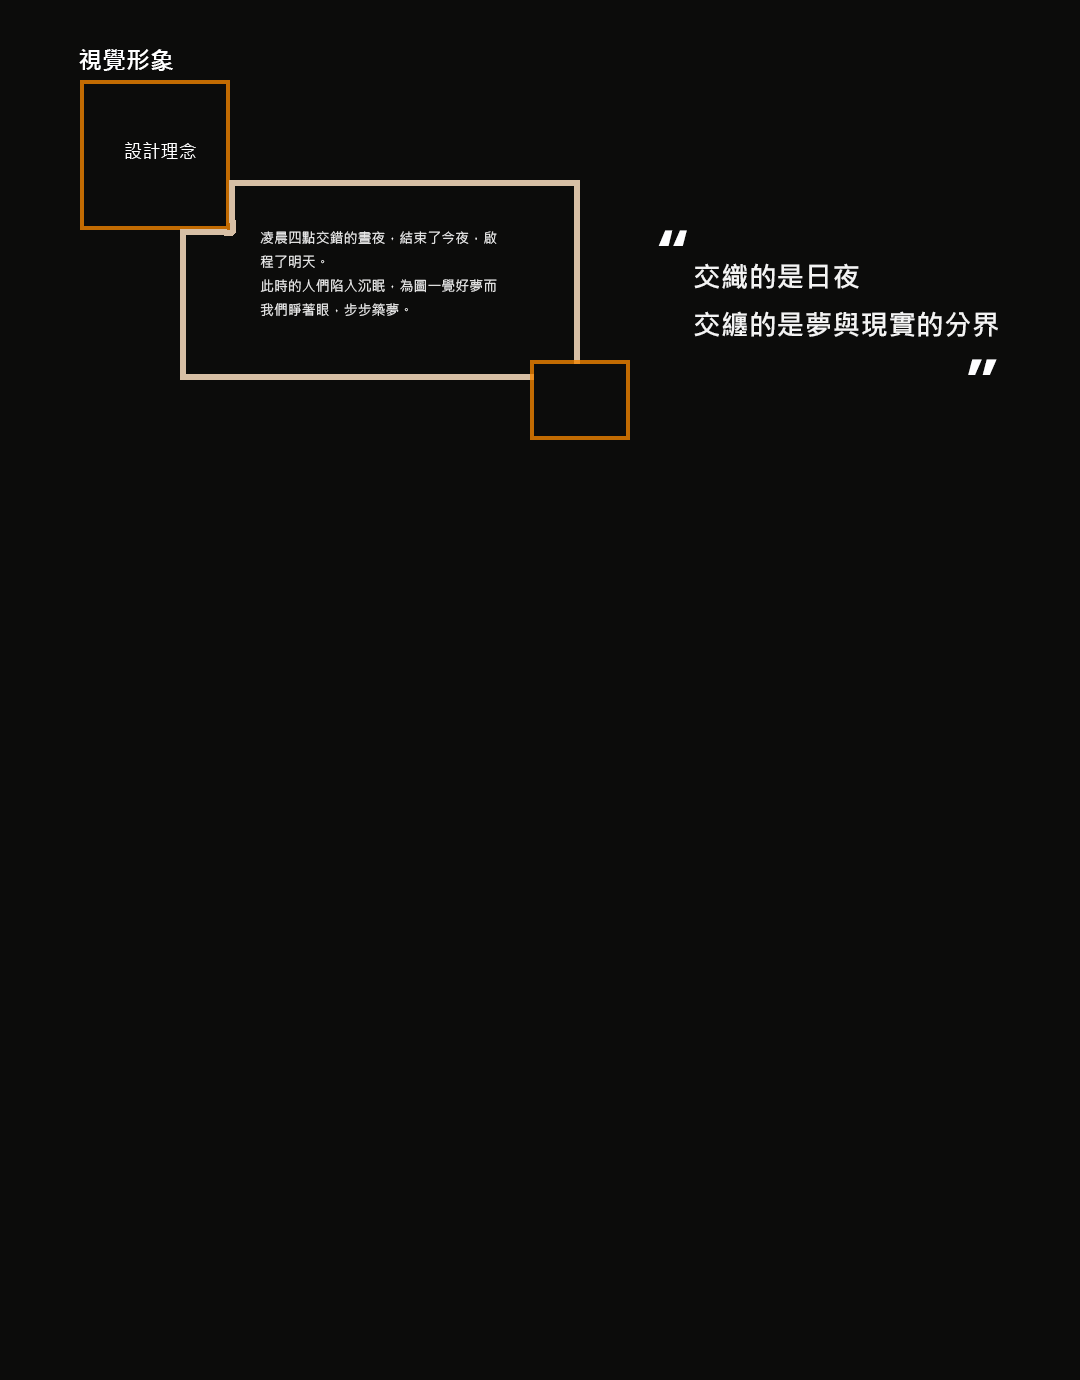 視覺形象
設計理念
凌晨四點交錯的晝夜，結束了今夜，啟
程了明天。
此時的人們陷入沉眠，為圖一覺好夢而
我們睜著眼，步步築夢。
“
交織的是日夜
交纏的是夢與現實的分界
”